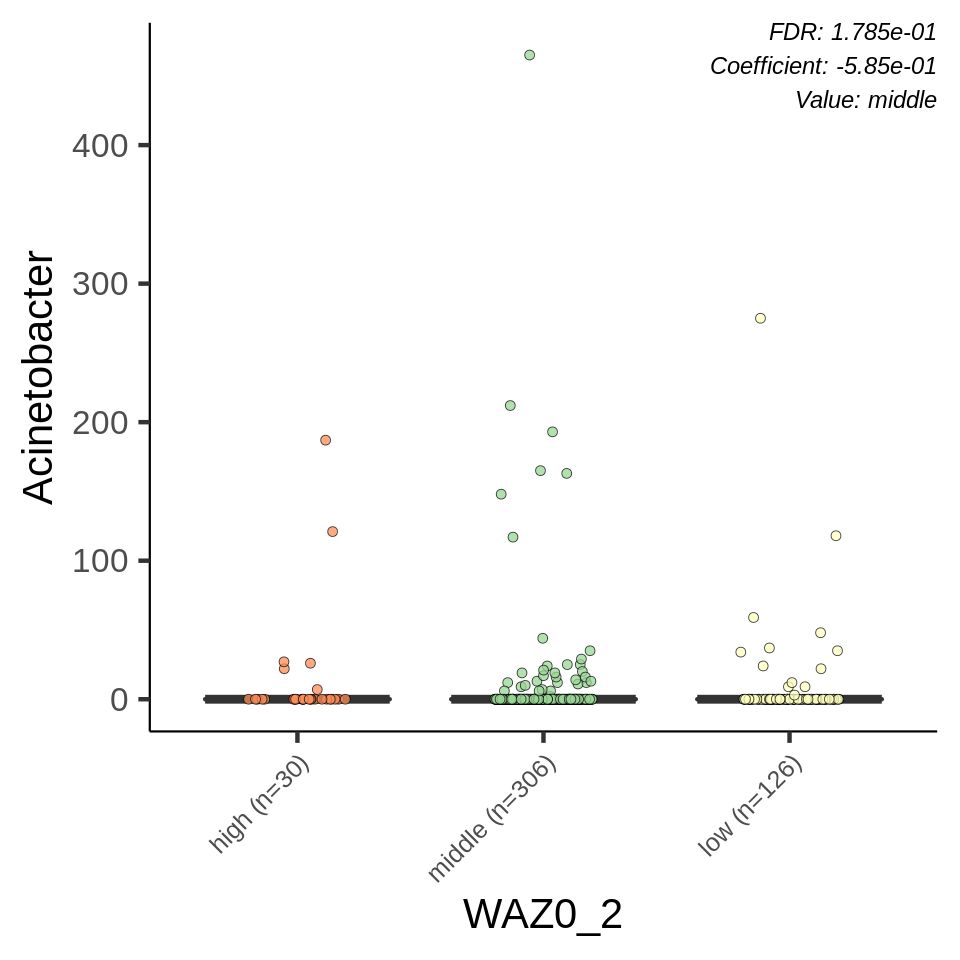 FDR: 1.785e-01
Coefficient: -5.85e-01
Value: middle
Acinetobacter
400
300
200
100
0
high (n=30)
middle (n=306)
low (n=126)
WAZ0_2